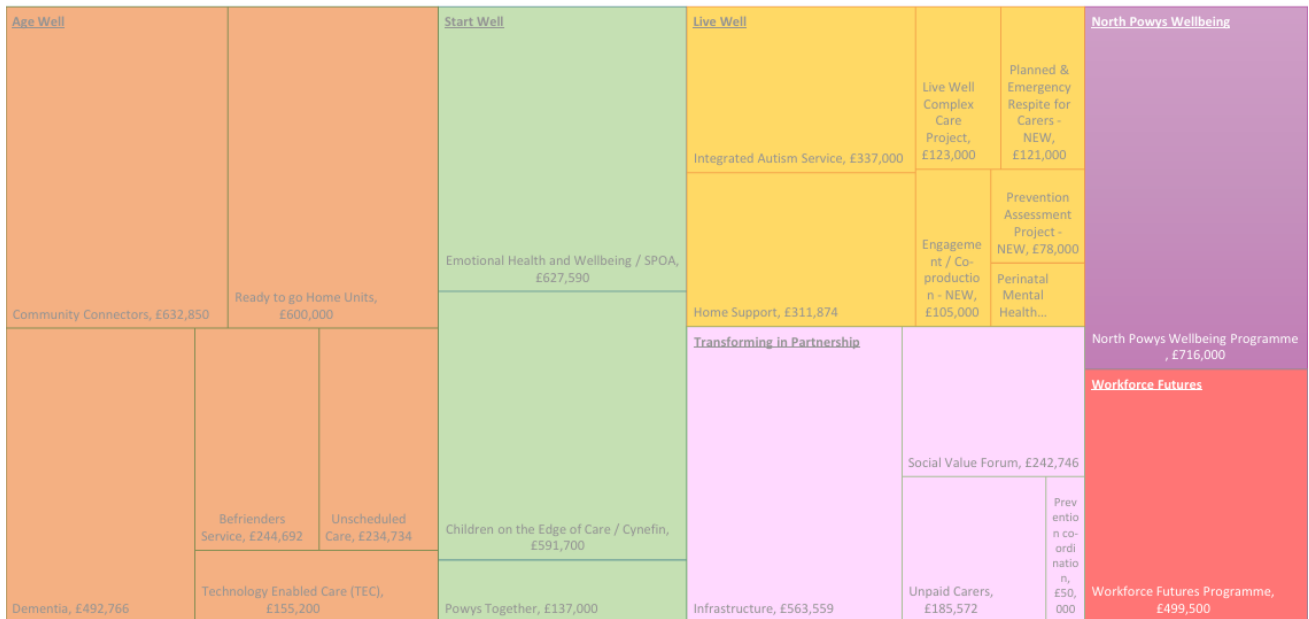 Age Well
Community Connectors, £632,850
Ready to go Home Units,
£600,000
Dementia, £492,766
Befrienders
Service, £244,692
Unscheduled
Care, £234,734
Technology Enabled Care (TEC),
£155,200
Start Well
Emotional Health and Wellbeing / SPOA,
£627,590
Children on the Edge of Care / Cynefin,
£591,700
Powys Together, £137,000
Live Well
Integrated Autism Service, £337,000
Home Support, £311,874
Live Well
Complex
Care
Project,
£123,000
Planned &
Emergency
Respite for
Carers -
NEW,
£121,000
Engageme
nt / Co-
productio
n - NEW,
£105,000
Prevention
Assessment
Project -
NEW, £78,000
Perinatal
Mental
Health...
Transforming in Partnership
Infrastructure, £563,559
Social Value Forum, £242,746
Unpaid Carers,
£185,572
Prev
entio
n co-
ordi
natio
n,
£50,
000
North Powys Wellbeing
North Powys Wellbeing Programme
, £716,000
Workforce Futures
Workforce Futures Programme,
£499,500